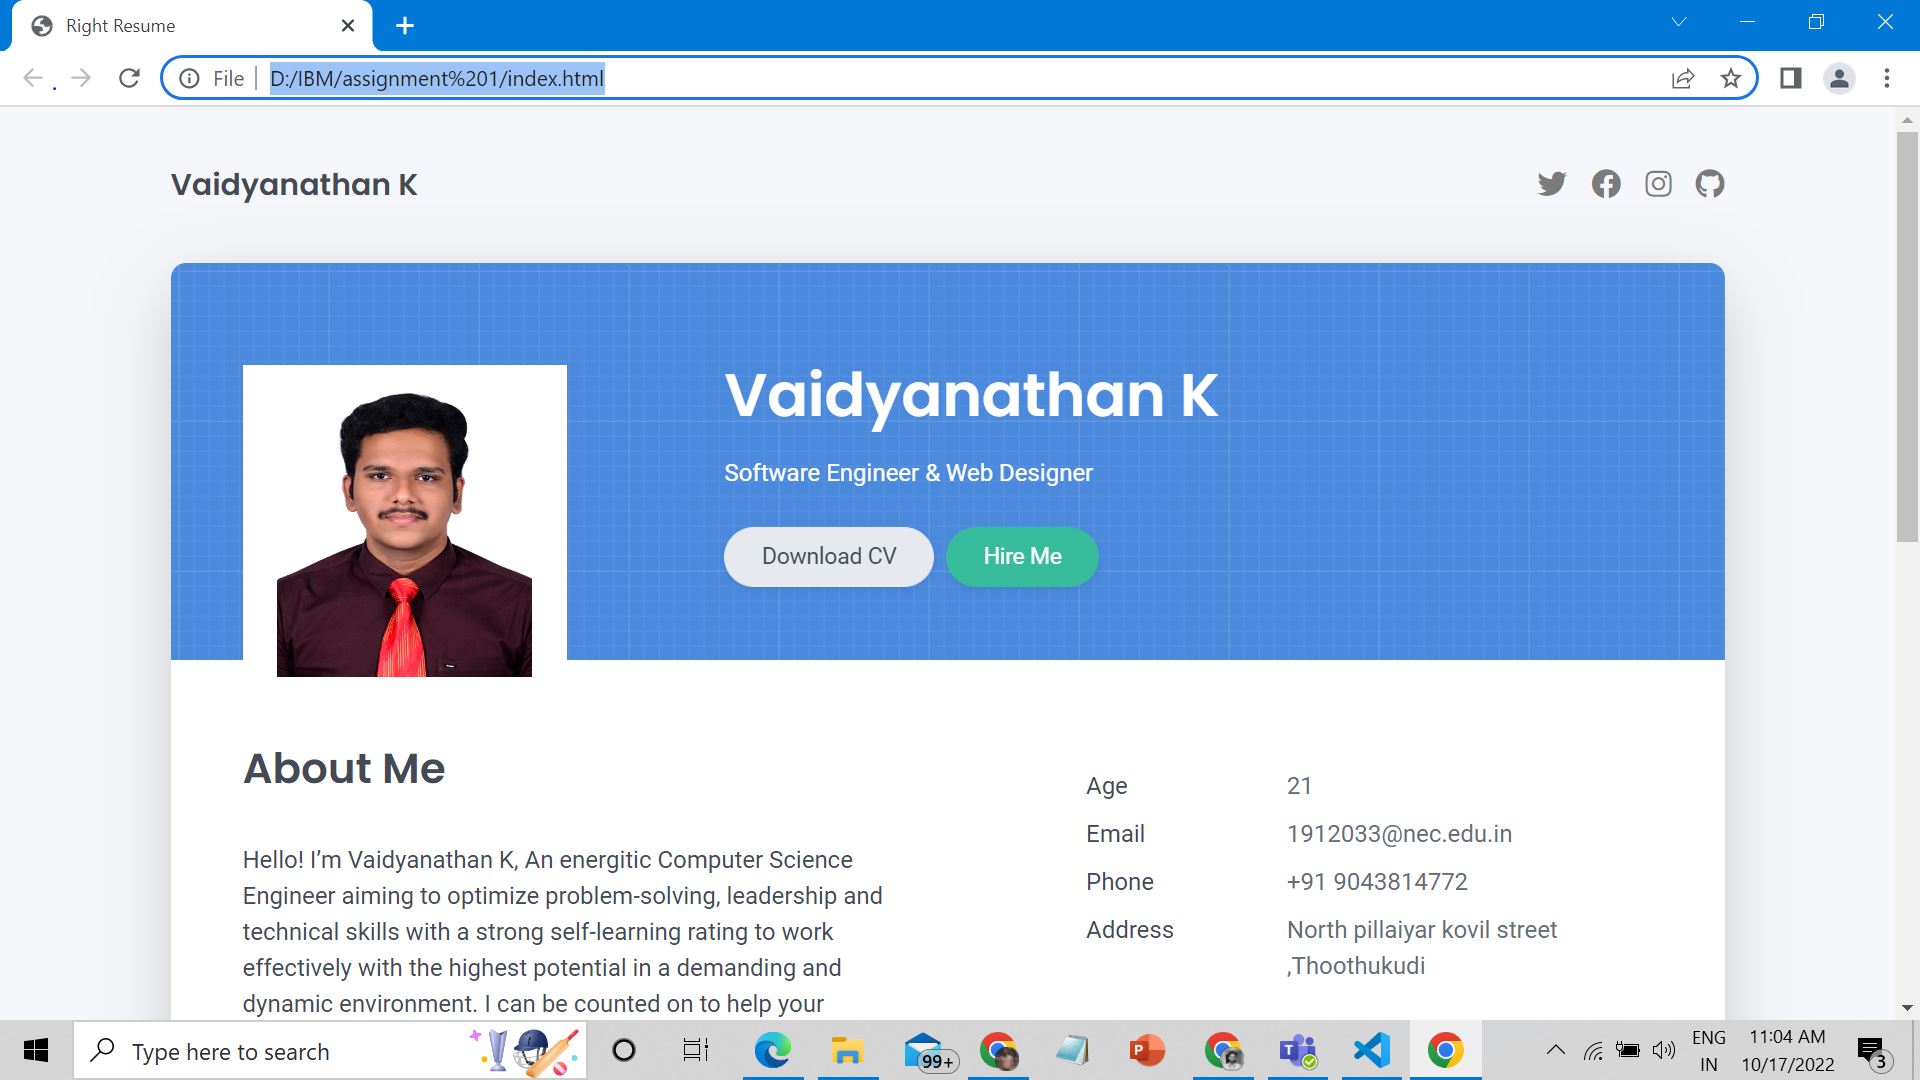 Right Resume
File
D:/IBM/assignment%201/index.html
Vaidyanathan K
Vaidyanathan K
Software Engineer & Web Designer
Download CV
Hire Me
About Me
Hello! I’m Vaidyanathan K, An energitic Computer Science
Engineer aiming to optimize problem-solving, leadership and
technical skills with a strong self-learning rating to work
effectively with the highest potential in a demanding and
dynamic environment. I can be counted on to help your
Age 21
Email 1912033@nec.edu.in
Phone +91 9043814772
Address North pillaiyar kovil street
,Thoothukudi
Type here to search
99+
P
T
ENG
IN
11:04 AM
10/17/2022
3